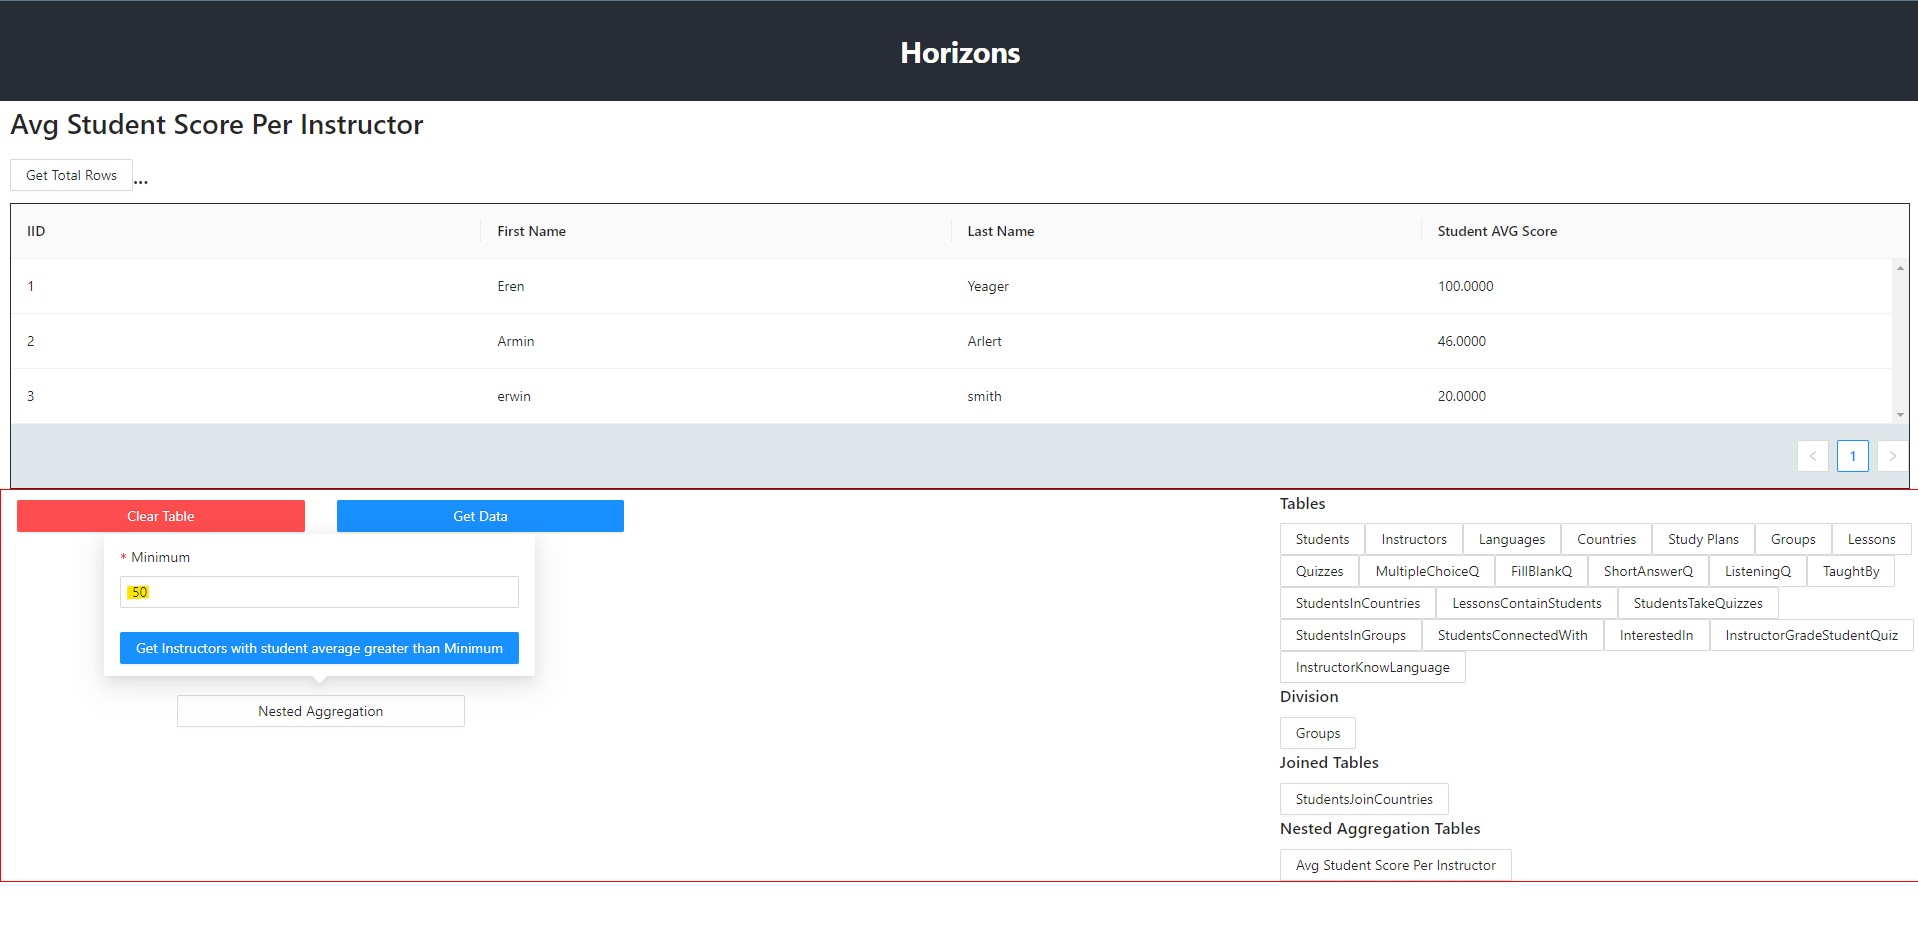 Horizons
Avg Student Score Per Instructor
Get Total Rows ...
IID First Name Last Name Student AVG Score
1 Eren Yeager 100.0000
2 Armin Arlert 46.0000
3 erwin smith 20.0000
< 1 >
Clear Table Get Data
* Minimum
50
Get Instructors with student average greater than Minimum
Nested Aggregation
Tables
Students Instructors Languages Countries Study Plans Groups Lessons
Quizzes MultipleChoiceQ FillBlankQ ShortAnswerQ ListeningQ TaughtBy
StudentsInCountries LessonsContainStudents StudentsTakeQuizzes
StudentsInGroups StudentsConnectedWith InterestedIn InstructorGradeStudentQuiz
InstructorKnowLanguage
Division
Groups
Joined Tables
StudentsJoinCountries
Nested Aggregation Tables
Avg Student Score Per Instructor